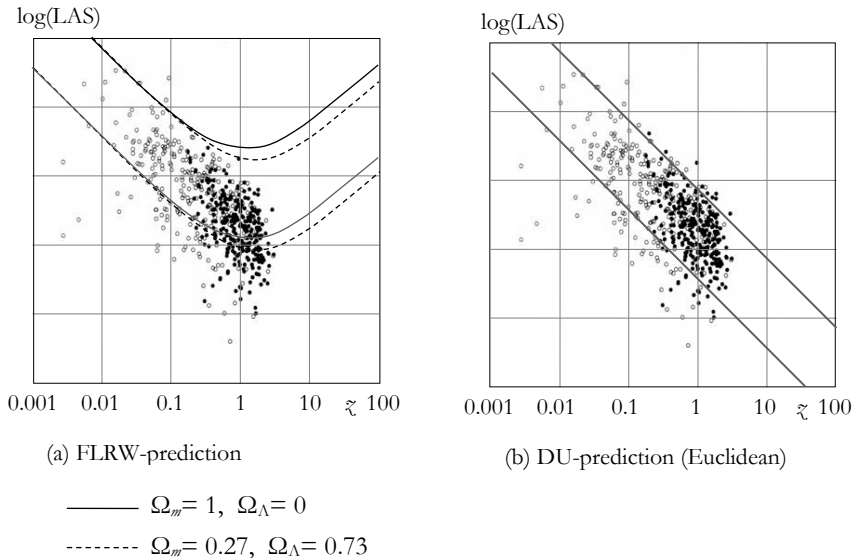 log(LAS)
0.001 0.01 0.1 1 10 z 100
(a) FLRW-prediction
log(LAS)
0.001 0.01 0.1 1 10 z 100
(b) DU-prediction (Euclidean)
Ωm= 1, ΩΛ= 0
Ωm= 0.27, ΩΛ= 0.73